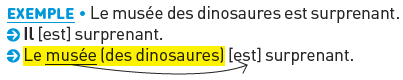 EXEMPLE • Le musée des dinosaures est surprenant.
➔ Il [est] surprenant.
➔ Le musée (des dinosaures) [est] surprenant.